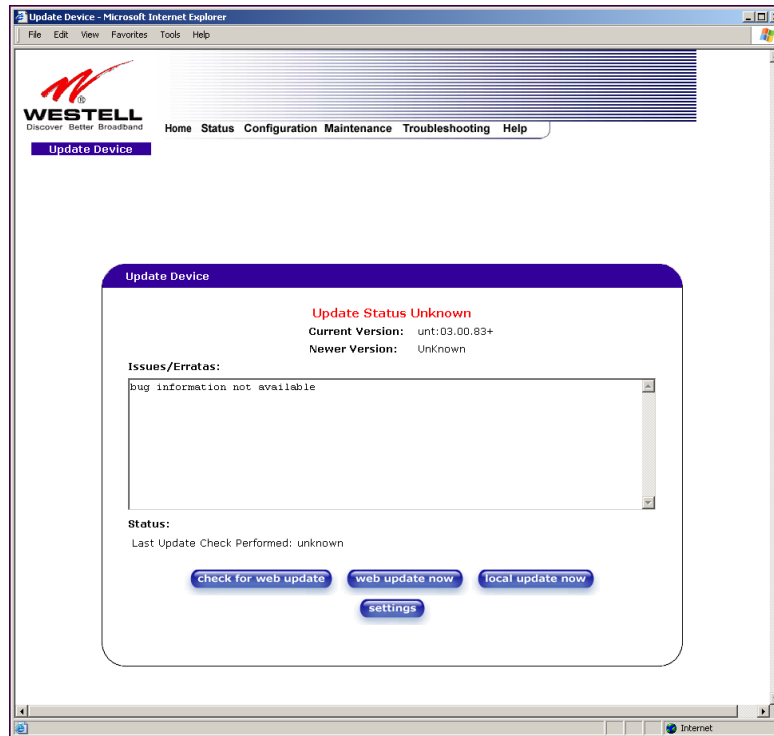 Update Device - Microsoft Internet Explorer
File Edit View Favorites Tools Help
®
WESTELL
Discover Better Broadband
Home Status Configuration Maintenance Troubleshooting Help
Update Device
Update Device
Update Status Unknown
Current Version: unt:03.00.83+
Newer Version: UnKnown
Issues/Erratas:
bug information not available
Status:
Last Update Check Performed: unknown
check for web update web update now local update now
settings
Internet